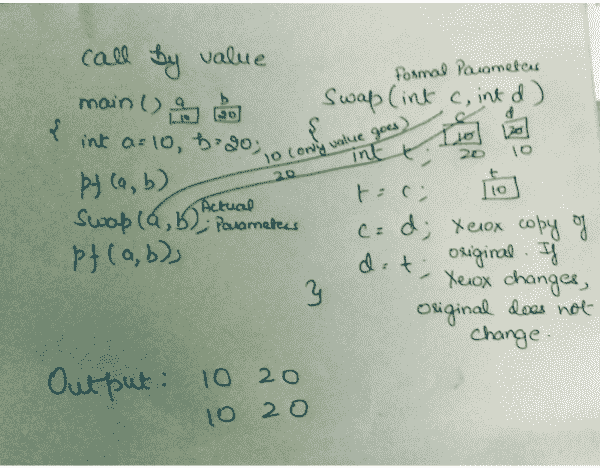 Call by value
main()
a
10
b
20
{
int a=10, b=20;
pf(a,b)
Swap(a,b);
Actual
Parameters
pf(a,b);
10 (only value goes)
20
Formal Parameters
Swap(int c, int d)
{
int t;
c
10
20
d
20
10
t = c;
t
10
c = d;
d = t;
}
Xerox copy of
original. If
Xerox changes,
original does not
change.
Output: 10 20
10 20